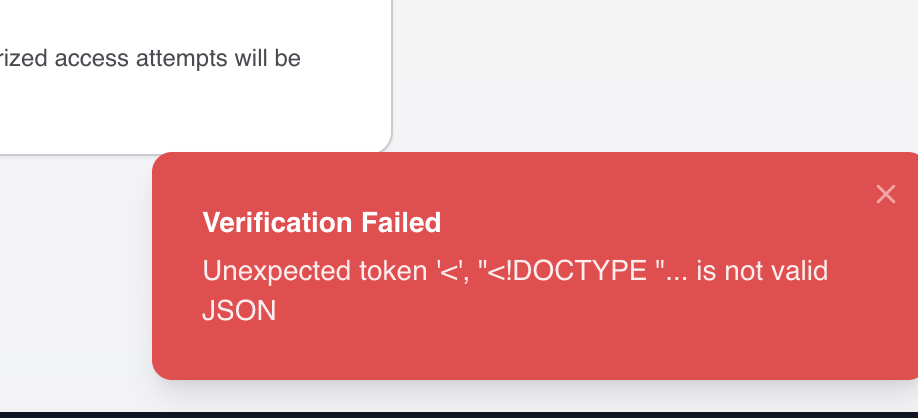 rized access attempts will be
Verification Failed
Unexpected token '<', "<!DOCTYPE "... is not valid
JSON